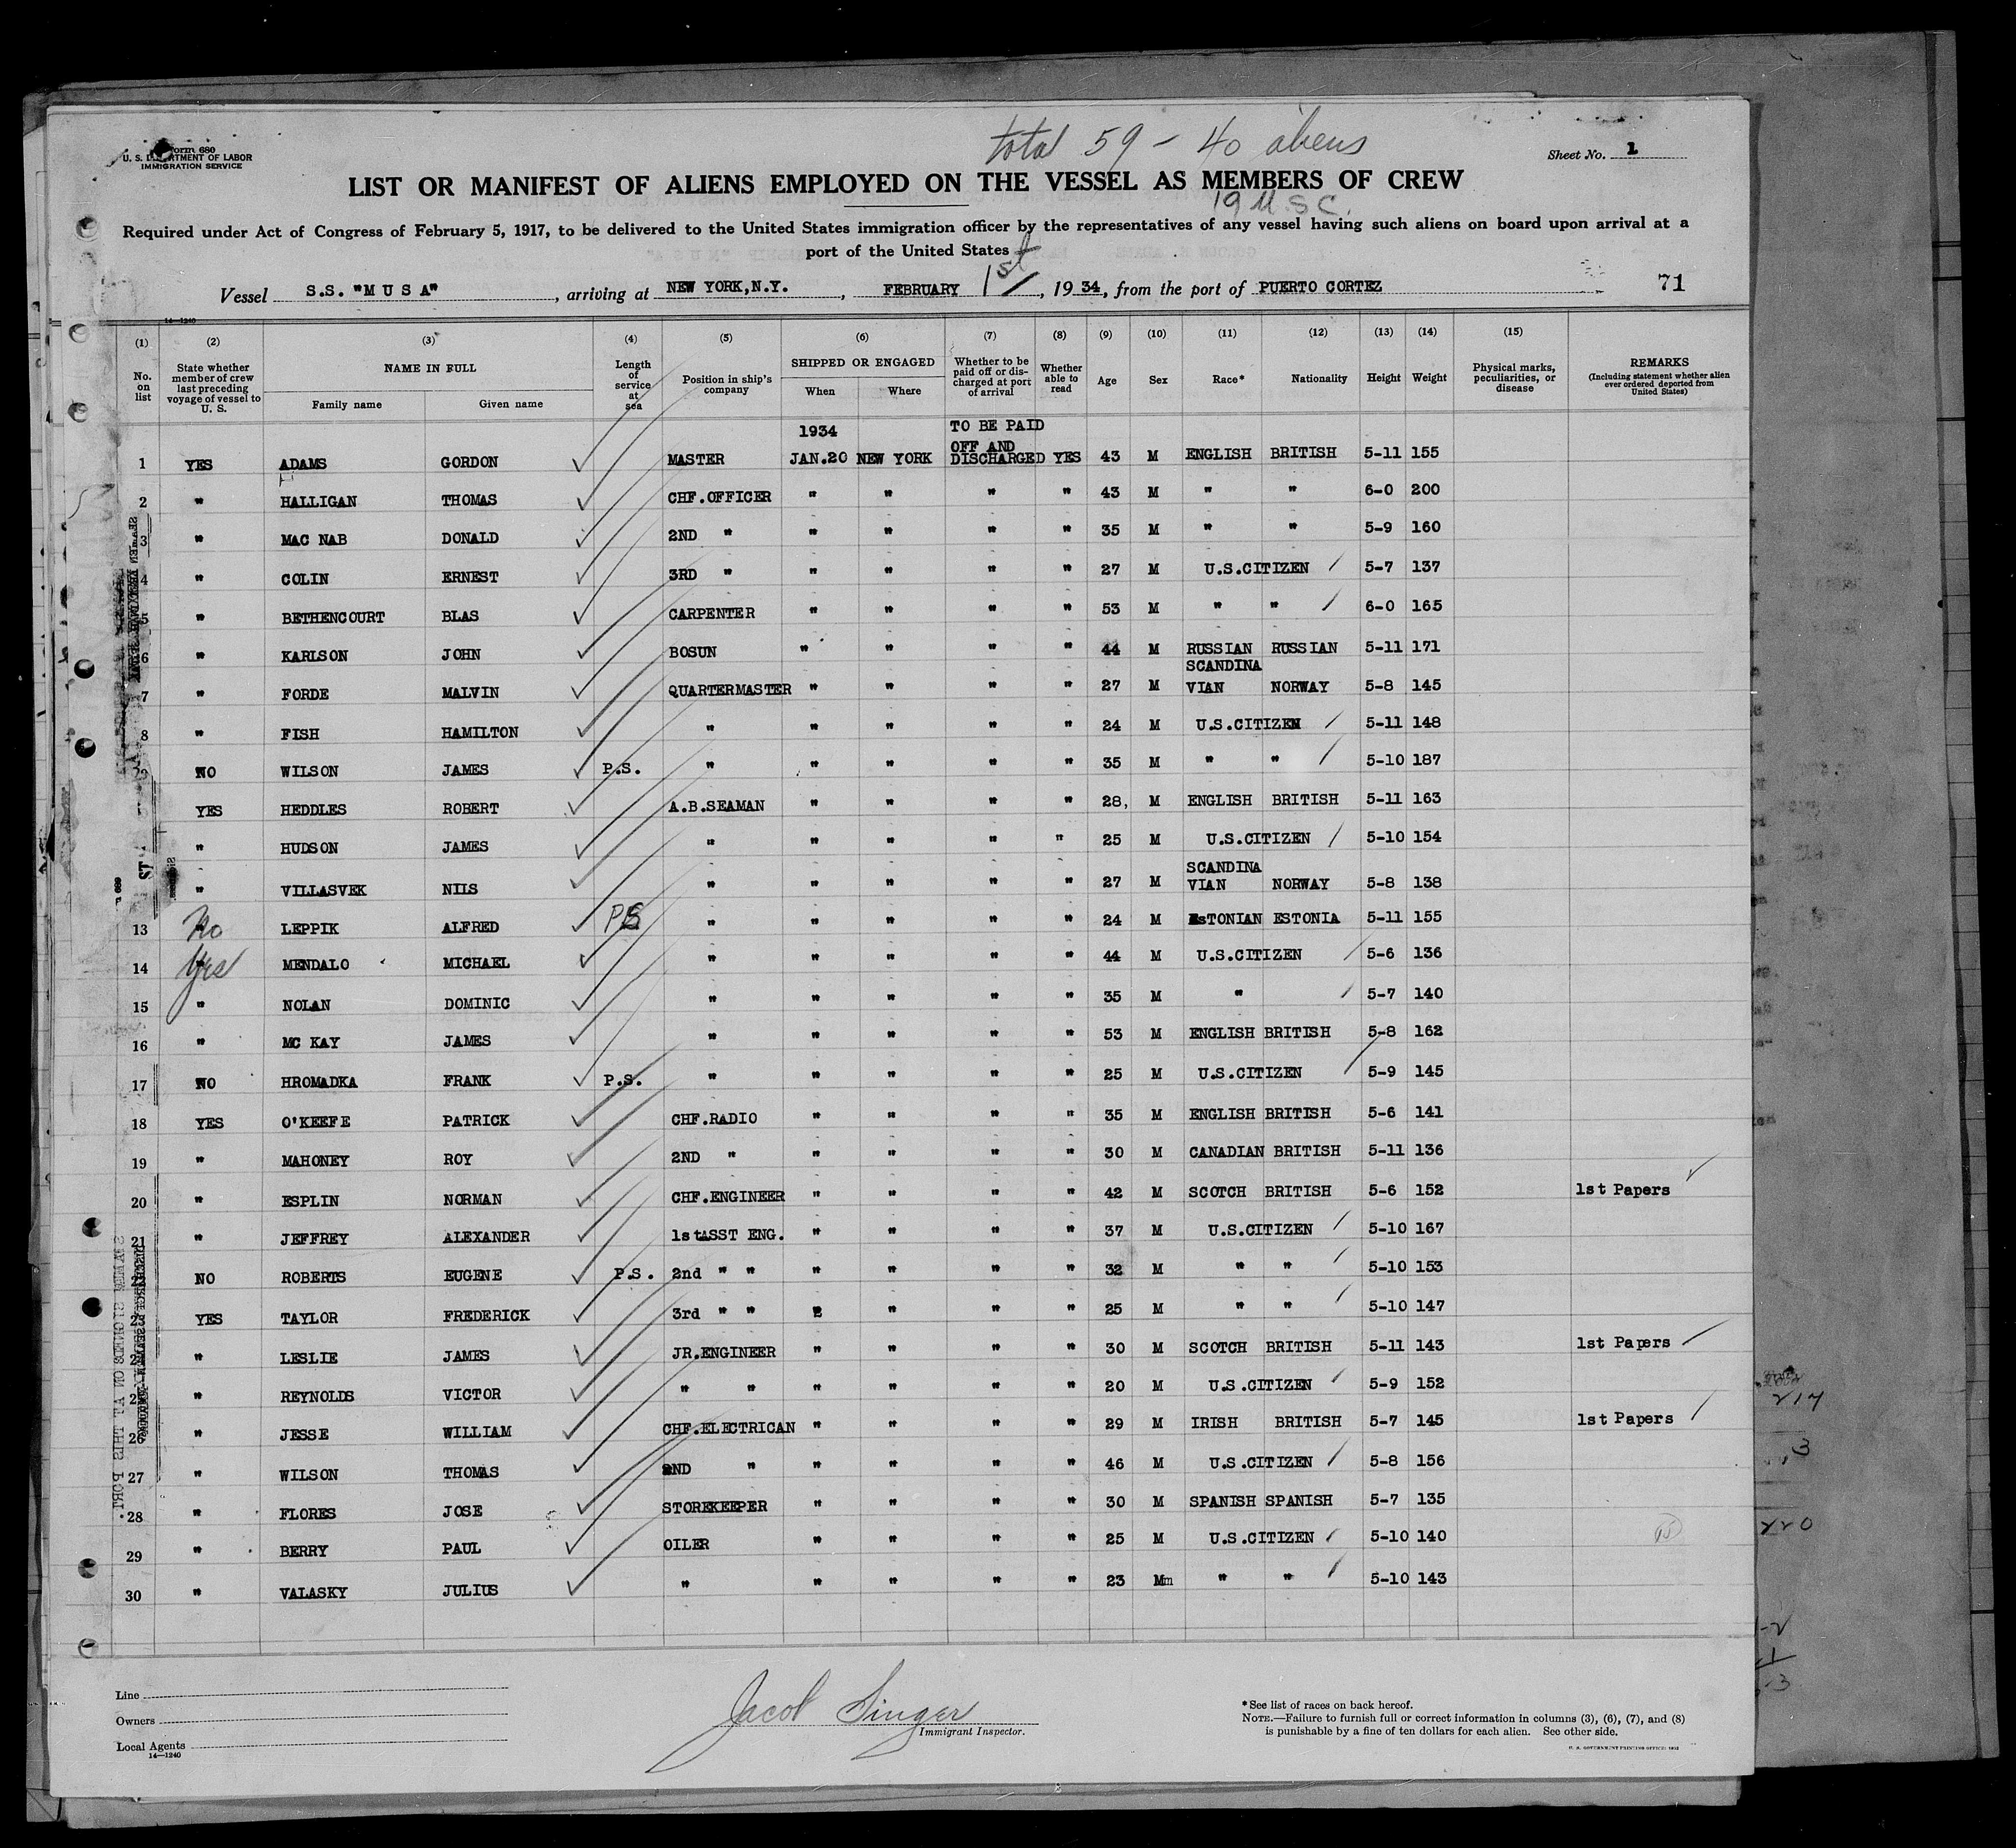 total 59 - 40 aliens
Form 680
U. S. DEPARTMENT OF LABOR
IMMIGRATION SERVICE
Sheet No. 1
LIST OR MANIFEST OF ALIENS EMPLOYED ON THE VESSEL AS MEMBERS OF CREW
19 U S C.
Required under Act of Congress of February 5, 1917, to be delivered to the United States immigration officer by the representatives of any vessel having such aliens on board upon arrival at a
port of the United States
Vessel S.S. "M U S A", arriving at NEW YORK, N.Y., FEBRUARY 1st, 1934, from the port of PUERTO CORTEZ 71
14—1240
(1) (2) (3) (4) (5) (6) (7) (8) (9) (10) (11) (12) (13) (14) (15)
No. on list State whether member of crew last preceding voyage of vessel to U. S. NAME IN FULL Family name Given name Length of service at sea Position in ship's company SHIPPED OR ENGAGED When Where Whether to be paid off or discharged at port of arrival Whether able to read Age Sex Race* Nationality Height Weight Physical marks, peculiarities, or disease REMARKS (Including statement whether alien ever ordered deported from United States)
1934 TO BE PAID
OFF AND
1 YES ADAMS GORDON MASTER JAN.20 NEW YORK DISCHARGED YES 43 M ENGLISH BRITISH 5-11 155
2 " HALLIGAN THOMAS CHF.OFFICER " " " " 43 M " " 6-0 200
3 " MAC NAB DONALD 2ND " " " " " 35 M " " 5-9 160
4 " COLIN ERNEST 3RD " " " " " 27 M U.S.CITIZEN 5-7 137
5 " BETHENCOURT BLAS CARPENTER " " " " 53 M " " 6-0 165
6 " KARLSON JOHN BOSUN " " " " 44 M RUSSIAN RUSSIAN 5-11 171
7 " FORDE MALVIN QUARTERMASTER " " " " 27 M SCANDINAVIAN NORWAY 5-8 145
8 " FISH HAMILTON " " " " " 24 M U.S.CITIZEN 5-11 148
NO WILSON JAMES P.S. " " " " " 35 M " " 5-10 187
YES HEDDLES ROBERT A.B.SEAMAN " " " " 28, M ENGLISH BRITISH 5-11 163
" HUDSON JAMES " " " " " 25 M U.S.CITIZEN 5-10 154
" VILLASVEK NILS " " " " " 27 M SCANDINAVIAN NORWAY 5-8 138
13 No LEPPIK ALFRED PS " " " " " 24 M EsTONIAN ESTONIA 5-11 155
14 Yes MENDALO MICHAEL " " " " " 44 M U.S.CITIZEN 5-6 136
15 " NOLAN DOMINIC " " " " " 35 M " 5-7 140
16 " MC KAY JAMES " " " " " 53 M ENGLISH BRITISH 5-8 162
17 NO HROMADKA FRANK P.S. " " " " " 25 M U.S.CITIZEN 5-9 145
18 YES O'KEEFE PATRICK CHF.RADIO " " " " 35 M ENGLISH BRITISH 5-6 141
19 " MAHONEY ROY 2ND " " " " " 30 M CANADIAN BRITISH 5-11 136
20 " ESPLIN NORMAN CHF.ENGINEER " " " " 42 M SCOTCH BRITISH 5-6 152 1st Papers
21 " JEFFREY ALEXANDER 1stASST ENG. " " " " 37 M U.S.CITIZEN 5-10 167
NO ROBERTS EUGENE P.S. 2nd " " " " " " 32 M " " 5-10 153
YES TAYLOR FREDERICK 3rd " " " " " 25 M " " 5-10 147
" LESLIE JAMES JR.ENGINEER " " " " 30 M SCOTCH BRITISH 5-11 143 1st Papers
" REYNOLDS VICTOR " " " " " " 20 M U.S.CITIZEN 5-9 152
" JESSE WILLIAM CHF.ELECTRICAN " " " " 29 M IRISH BRITISH 5-7 145 1st Papers
27 " WILSON THOMAS 2ND " " " " " 46 M U.S.CITIZEN 5-8 156
28 " FLORES JOSE STOREKEEPER " " " " 30 M SPANISH SPANISH 5-7 135
29 " BERRY PAUL OILER " " " " 25 M U.S.CITIZEN 5-10 140
30 " VALASKY JULIUS " " " " " 23 Mm " " 5-10 143
Line
Owners
Local Agents
14—1240
Jacob Singer
Immigrant Inspector.
*See list of races on back hereof.
NOTE.—Failure to furnish full or correct information in columns (3), (6), (7), and (8)
is punishable by a fine of ten dollars for each alien. See other side.
217
3
220